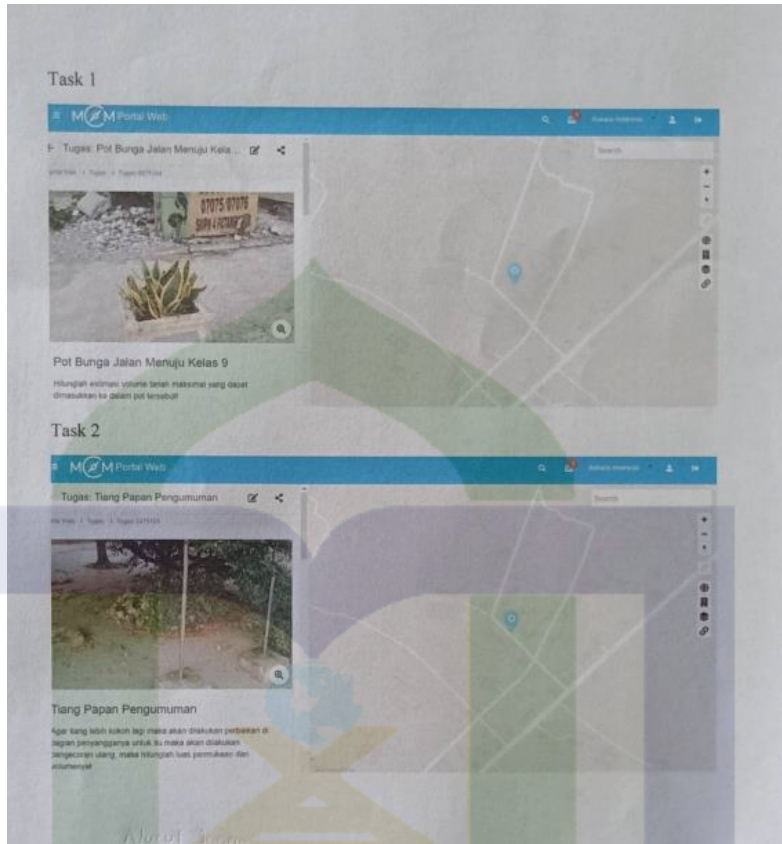 Task 1
MCM Portal Web
Tugas: Pot Bunga Jalan Menuju Kela...
Search
07075/07076
Pot Bunga Jalan Menuju Kelas 9
Hitunglah estimasi volume tanah maksimal yang dapat
dimasukkan ke dalam pot tersebut!
Task 2
MCM Portal Web
Tugas: Tiang Papan Pengumuman
Search
Tiang Papan Pengumuman
Agar tiang lebih kokoh lagi maka akan dilakukan perbaikan di
bagian penyangganya untuk itu maka akan dilakukan
pengecoran ulang, maka hitunglah luas permukaan dan
volumenya!